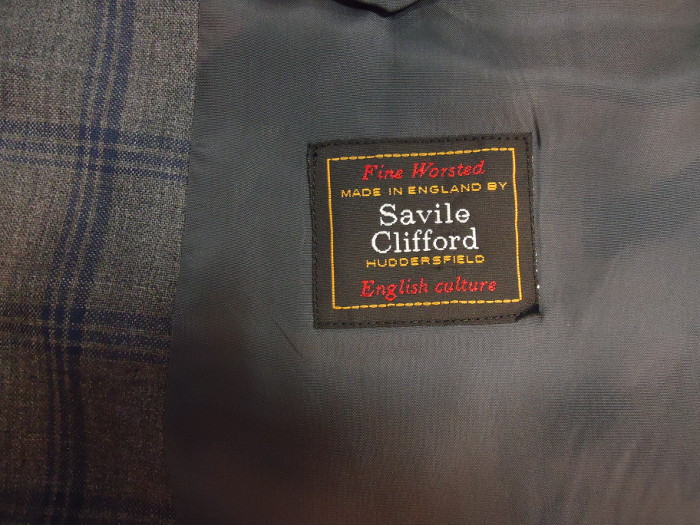 Fine Worsted
MADE IN ENGLAND BY
Savile
Clifford
HUDDERSFIELD
English culture